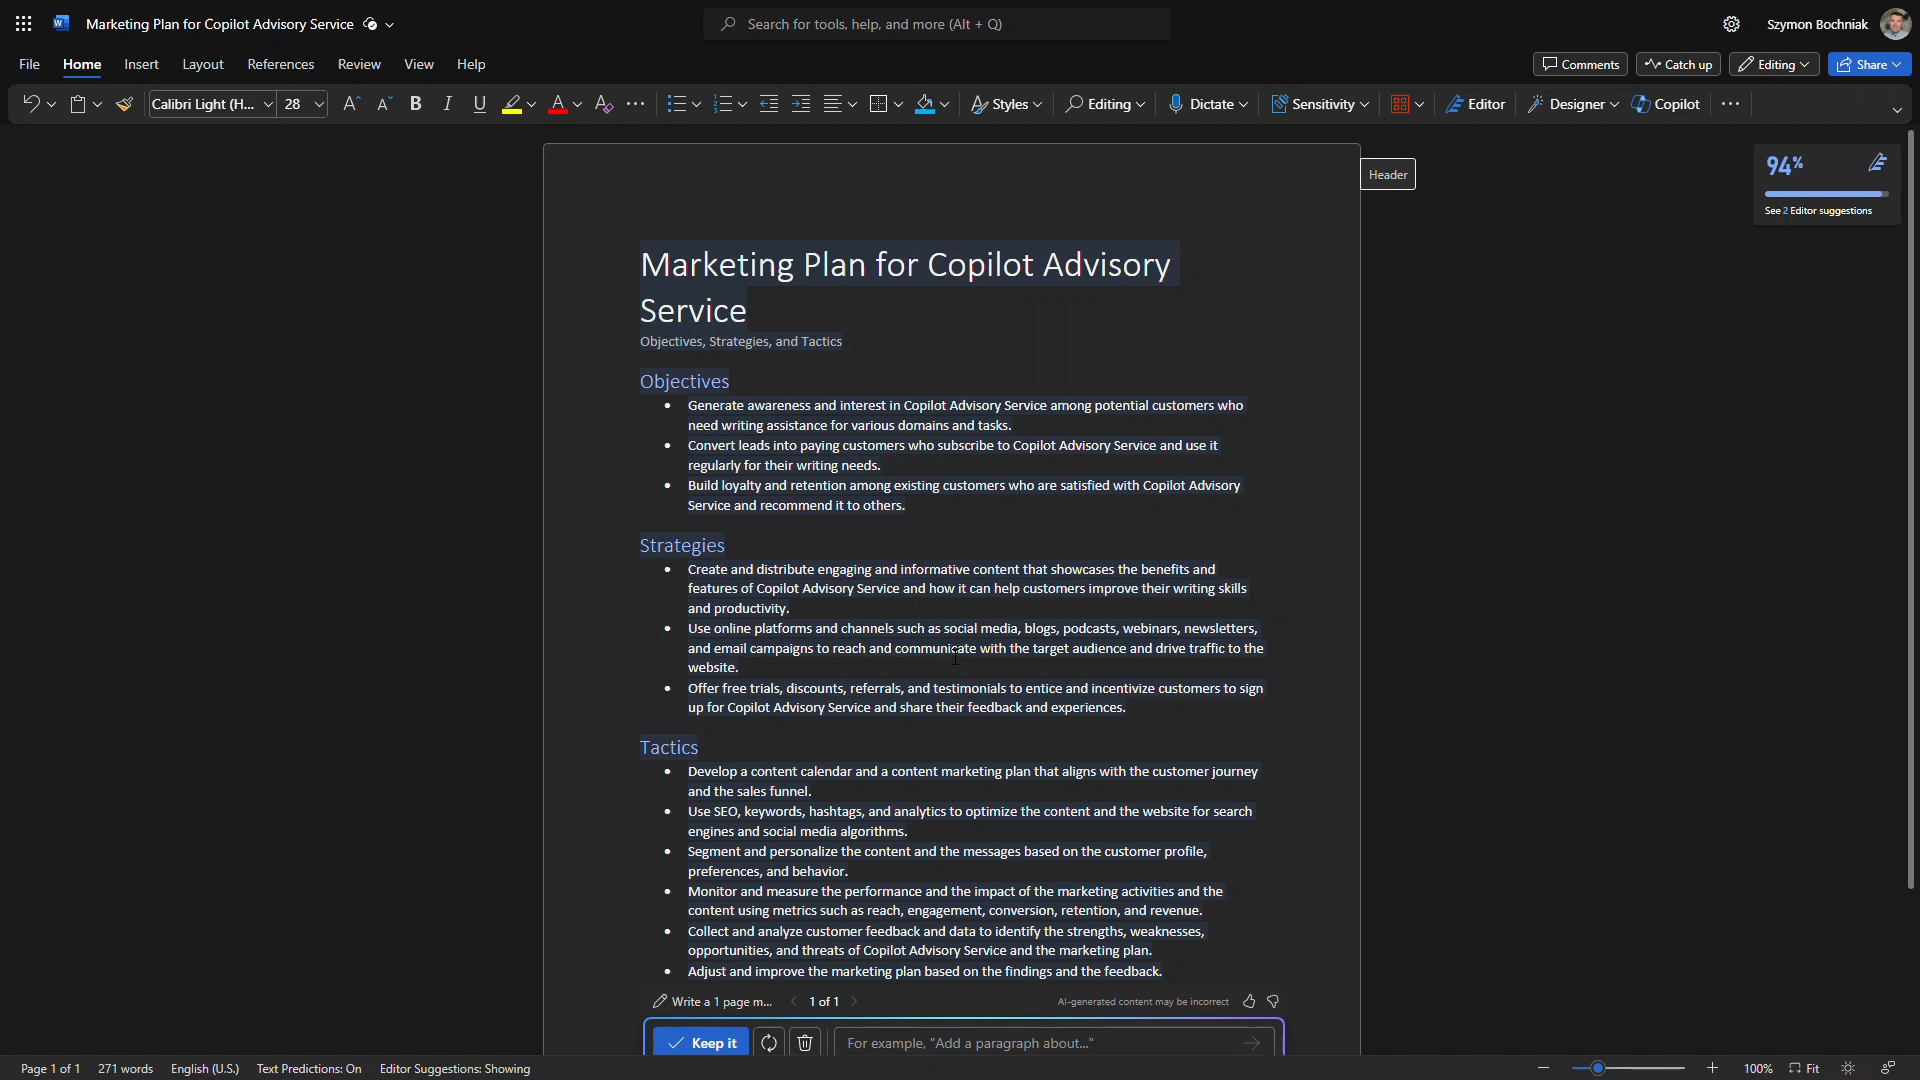 Marketing Plan for Copilot Advisory Service
Search for tools, help, and more (Alt + Q)
Szymon Bochniak
File Home Insert Layout References Review View Help
Comments Catch up Editing Share
Calibri Light (H... 28 Styles Editing Dictate Sensitivity Editor Designer Copilot
Header
94%
See 2 Editor suggestions
Marketing Plan for Copilot Advisory
Service
Objectives, Strategies, and Tactics
Objectives
• Generate awareness and interest in Copilot Advisory Service among potential customers who
need writing assistance for various domains and tasks.
• Convert leads into paying customers who subscribe to Copilot Advisory Service and use it
regularly for their writing needs.
• Build loyalty and retention among existing customers who are satisfied with Copilot Advisory
Service and recommend it to others.
Strategies
• Create and distribute engaging and informative content that showcases the benefits and
features of Copilot Advisory Service and how it can help customers improve their writing skills
and productivity.
• Use online platforms and channels such as social media, blogs, podcasts, webinars, newsletters,
and email campaigns to reach and communicate with the target audience and drive traffic to the
website.
• Offer free trials, discounts, referrals, and testimonials to entice and incentivize customers to sign
up for Copilot Advisory Service and share their feedback and experiences.
Tactics
• Develop a content calendar and a content marketing plan that aligns with the customer journey
and the sales funnel.
• Use SEO, keywords, hashtags, and analytics to optimize the content and the website for search
engines and social media algorithms.
• Segment and personalize the content and the messages based on the customer profile,
preferences, and behavior.
• Monitor and measure the performance and the impact of the marketing activities and the
content using metrics such as reach, engagement, conversion, retention, and revenue.
• Collect and analyze customer feedback and data to identify the strengths, weaknesses,
opportunities, and threats of Copilot Advisory Service and the marketing plan.
• Adjust and improve the marketing plan based on the findings and the feedback.
Write a 1 page m... 1 of 1 AI-generated content may be incorrect
Keep it For example, "Add a paragraph about..."
Page 1 of 1 271 words English (U.S.) Text Predictions: On Editor Suggestions: Showing 100% Fit